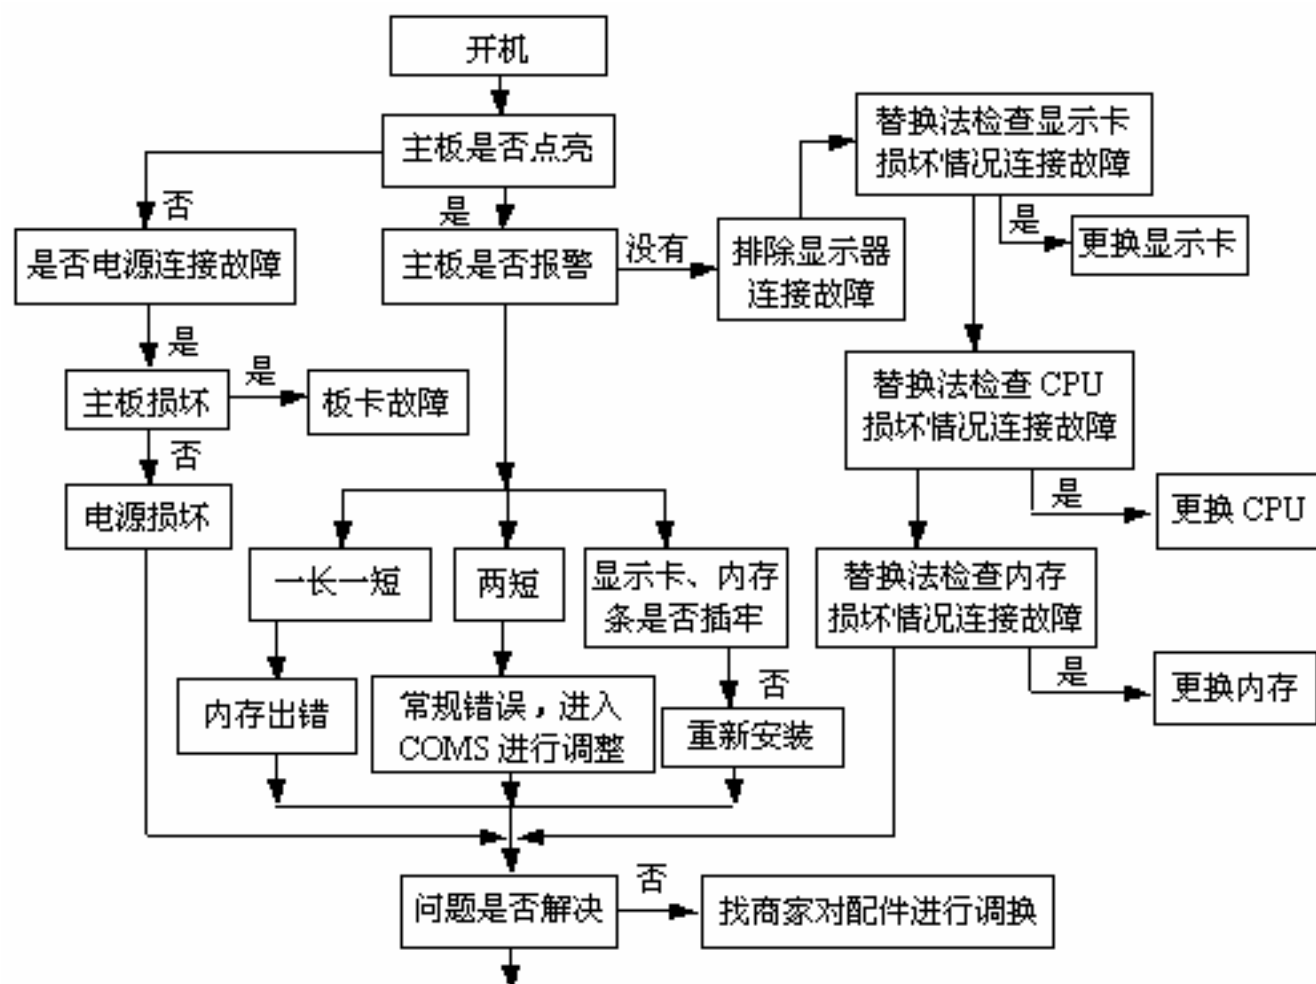 开机
主板是否点亮
否
是
是否电源连接故障
主板是否报警
没有
排除显示器
连接故障
替换法检查显示卡
损坏情况连接故障
是
更换显示卡
是
主板损坏
是
板卡故障
否
电源损坏
替换法检查 CPU
损坏情况连接故障
是
更换 CPU
一长一短
两短
显示卡、内存
条是否插牢
替换法检查内存
损坏情况连接故障
是
更换内存
否
内存出错
常规错误，进入
COMS 进行调整
重新安装
问题是否解决
否
找商家对配件进行调换